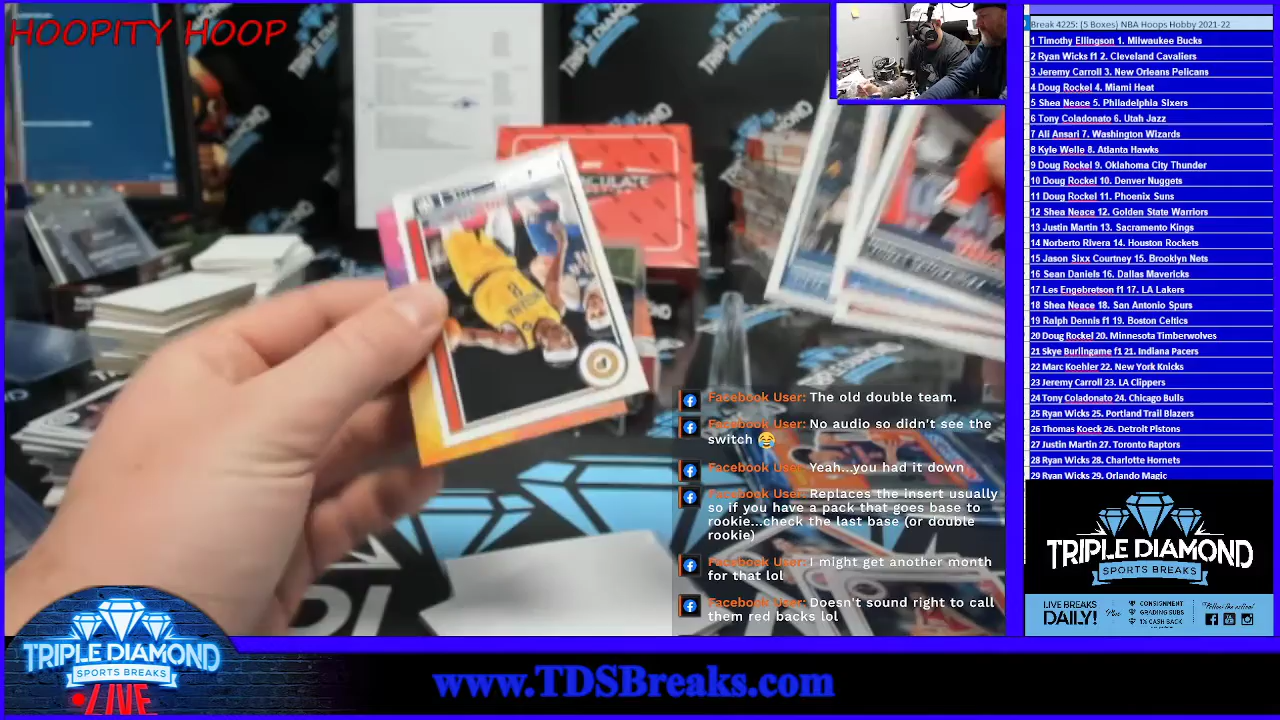 HOOPITY HOOP
Break 4225: (5 Boxes) NBA Hoops Hobby 2021-22
1 Timothy Ellingson 1. Milwaukee Bucks
2 Ryan Wicks f1 2. Cleveland Cavaliers
3 Jeremy Carroll 3. New Orleans Pelicans
4 Doug Rockel 4. Miami Heat
5 Shea Neace 5. Philadelphia Sixers
6 Tony Coladonato 6. Utah Jazz
7 Ali Ansari 7. Washington Wizards
8 Kyle Welle 8. Atlanta Hawks
9 Doug Rockel 9. Oklahoma City Thunder
10 Doug Rockel 10. Denver Nuggets
11 Doug Rockel 11. Phoenix Suns
12 Shea Neace 12. Golden State Warriors
13 Justin Martin 13. Sacramento Kings
14 Norberto Rivera 14. Houston Rockets
15 Jason Sixx Courtney 15. Brooklyn Nets
16 Sean Daniels 16. Dallas Mavericks
17 Les Engebretson f1 17. LA Lakers
18 Shea Neace 18. San Antonio Spurs
19 Ralph Dennis f1 19. Boston Celtics
20 Doug Rockel 20. Minnesota Timberwolves
21 Skye Burlingame f1 21. Indiana Pacers
22 Marc Koehler 22. New York Knicks
23 Jeremy Carroll 23. LA Clippers
24 Tony Coladonato 24. Chicago Bulls
25 Ryan Wicks 25. Portland Trail Blazers
26 Thomas Koeck 26. Detroit Pistons
27 Justin Martin 27. Toronto Raptors
28 Ryan Wicks 28. Charlotte Hornets
29 Ryan Wicks 29. Orlando Magic
Facebook User: The old double team.
Facebook User: No audio so didn't see the
switch 😂
Facebook User: Yeah...you had it down
Facebook User: Replaces the insert usually
so if you have a pack that goes base to
rookie...check the last base (or double
rookie)
Facebook User: I might get another month
for that lol
Facebook User: Doesn't sound right to call
them red backs lol
TRIPLE DIAMOND
SPORTS BREAKS
LIVE BREAKS
DAILY!
Plus
CONSIGNMENT
GRADING SUBS
1% CASH BACK
Follow the action!
TRIPLE DIAMOND
SPORTS BREAKS
LIVE
www.TDSBreaks.com